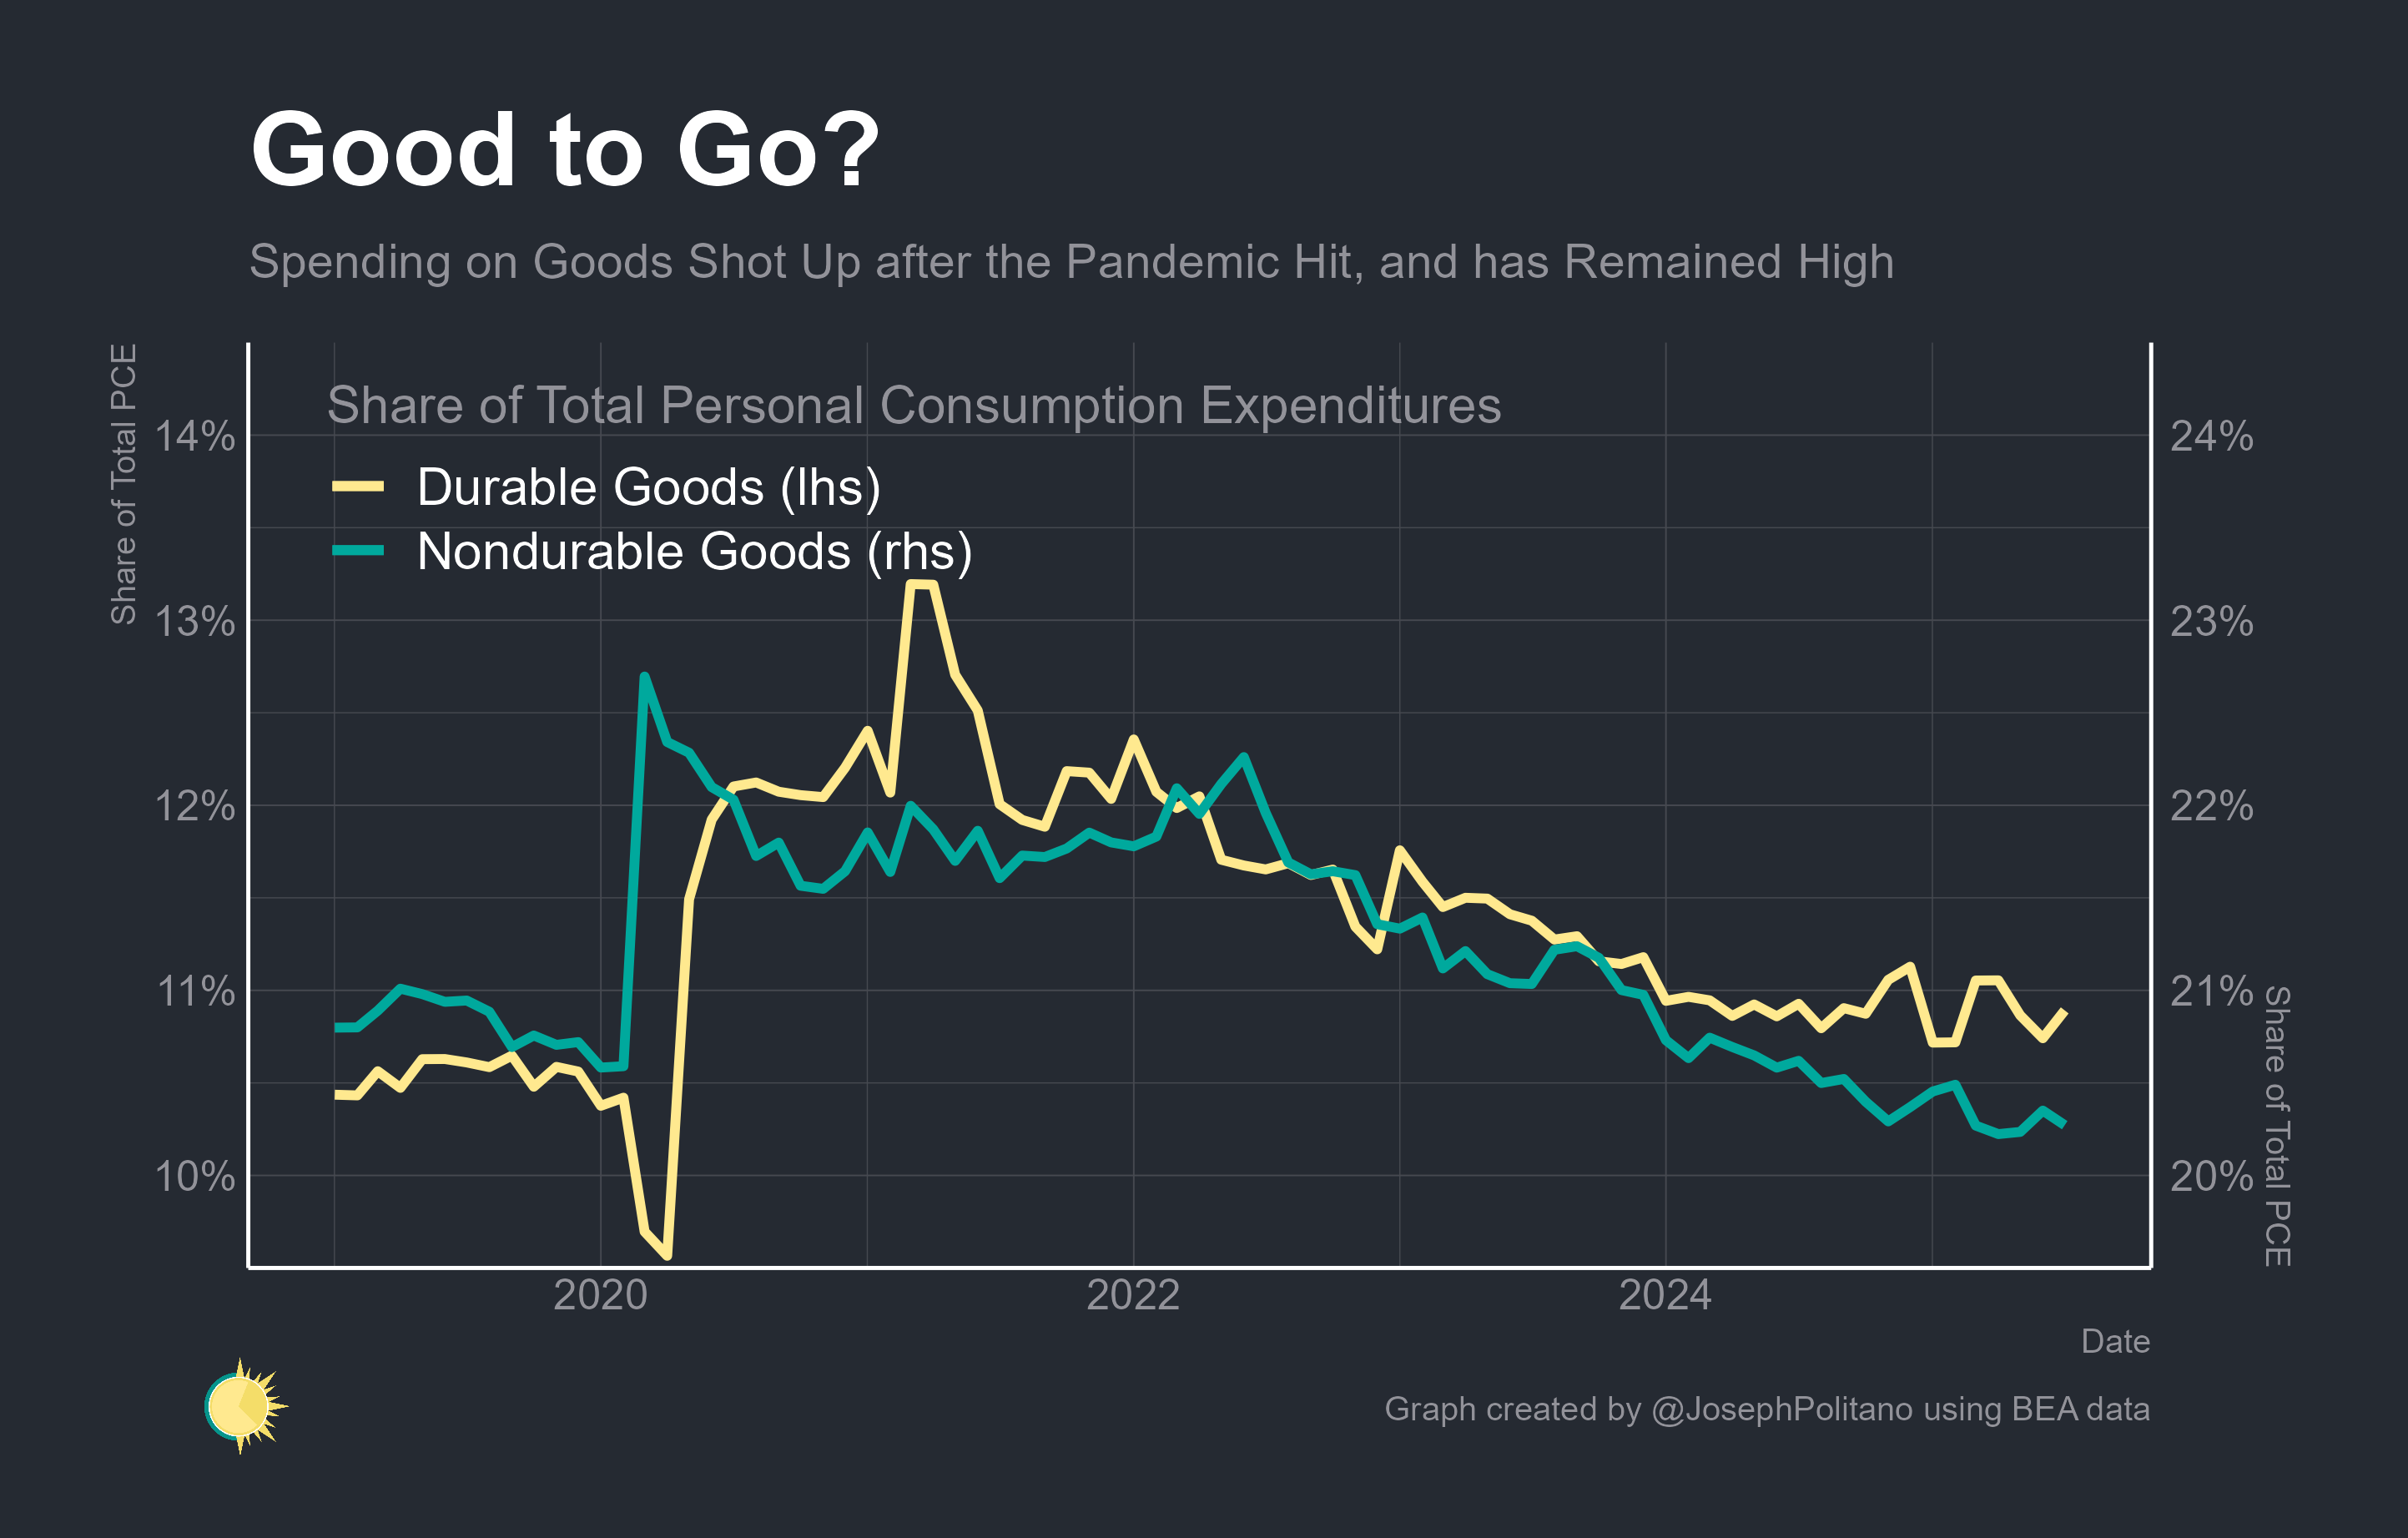 Good to Go?
Spending on Goods Shot Up after the Pandemic Hit, and has Remained High
Share of Total PCE
Share of Total Personal Consumption Expenditures
Durable Goods (lhs)
Nondurable Goods (rhs)
14%
13%
12%
11%
10%
24%
23%
22%
21%
20%
Share of Total PCE
2020
2022
2024
Date
Graph created by @JosephPolitano using BEA data